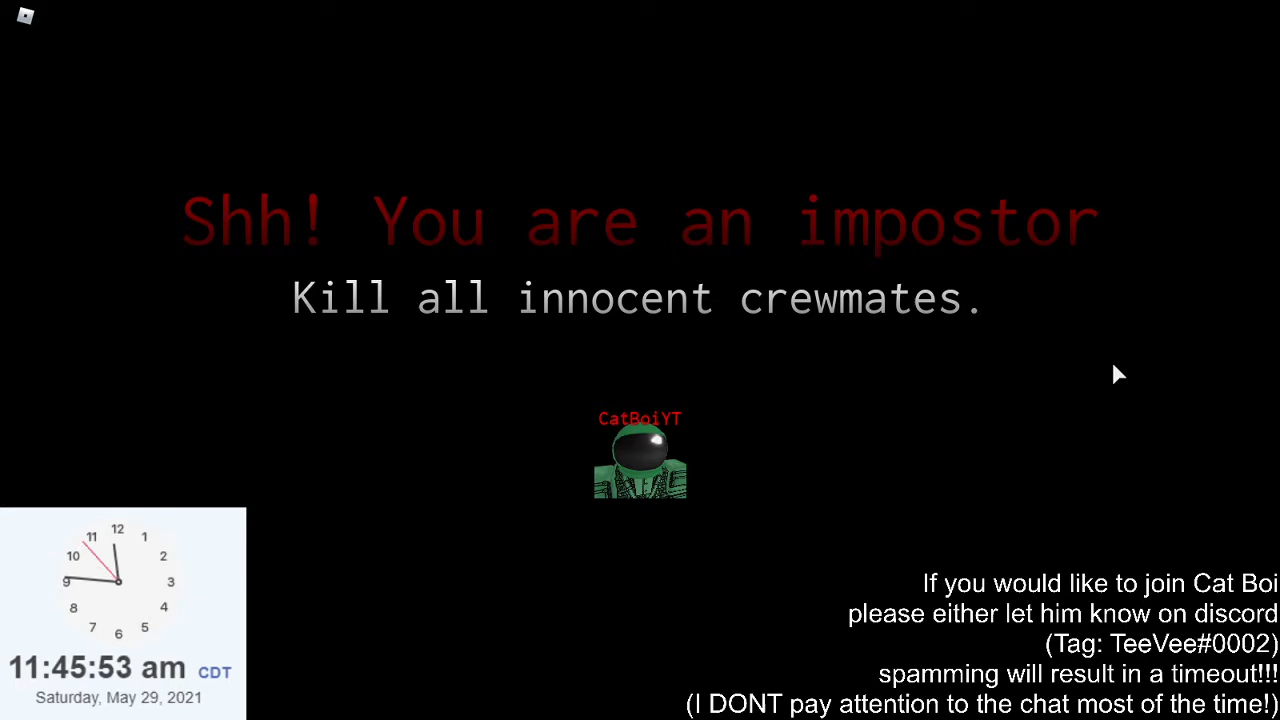 Shh! You are an impostor
Kill all innocent crewmates.
CatBoiYT
12
11
1
10
2
9
3
8
4
7
5
6
11:45:53 am CDT
Saturday, May 29, 2021
If you would like to join Cat Boi
please either let him know on discord
(Tag: TeeVee#0002)
spamming will result in a timeout!!!
(I DONT pay attention to the chat most of the time!)